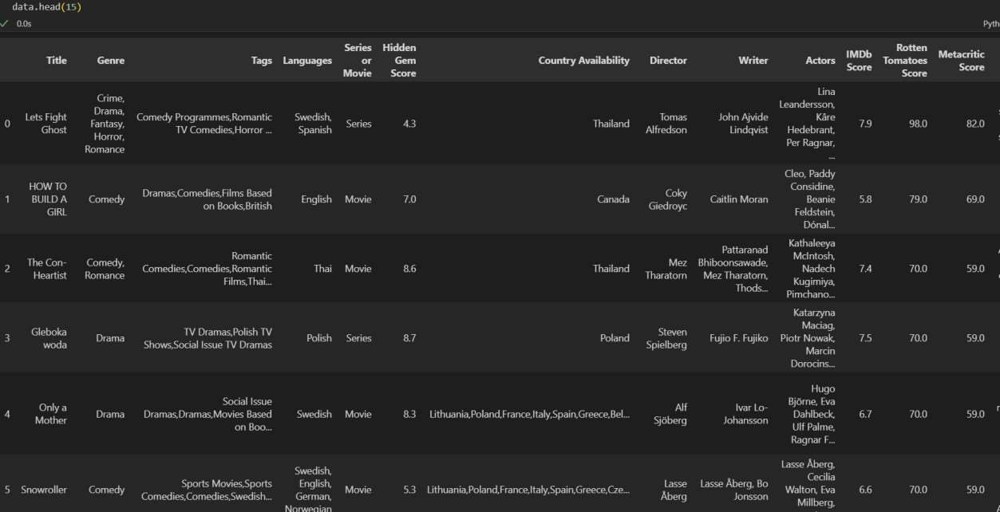 data.head(15)
✓ 0.0s
Pyth
Title Genre Tags Languages Series or Movie Hidden Gem Score Country Availability Director Writer Actors IMDb Score Rotten Tomatoes Score Metacritic Score
0 Lets Fight Ghost Crime, Drama, Fantasy, Horror, Romance Comedy Programmes,Romantic TV Comedies,Horror ... Swedish, Spanish Series 4.3 Thailand Tomas Alfredson John Ajvide Lindqvist Lina Leandersson, Kåre Hedebrant, Per Ragnar, ... 7.9 98.0 82.0
1 HOW TO BUILD A GIRL Comedy Dramas,Comedies,Films Based on Books,British English Movie 7.0 Canada Coky Giedroyc Caitlin Moran Cleo, Paddy Considine, Beanie Feldstein, Dónal... 5.8 79.0 69.0
2 The Con-Heartist Comedy, Romance Romantic Comedies,Comedies,Romantic Films,Thai... Thai Movie 8.6 Thailand Mez Tharatorn Pattaranad Bhiboonsawade, Mez Tharatorn, Thods... Kathaleeya McIntosh, Nadech Kugimiya, Pimchano... 7.4 70.0 59.0
3 Gleboka woda Drama TV Dramas,Polish TV Shows,Social Issue TV Dramas Polish Series 8.7 Poland Steven Spielberg Fujio F. Fujiko Katarzyna Maciag, Piotr Nowak, Marcin Dorocins... 7.5 70.0 59.0
4 Only a Mother Drama Social Issue Dramas,Dramas,Movies Based on Boo... Swedish Movie 8.3 Lithuania,Poland,France,Italy,Spain,Greece,Bel... Alf Sjöberg Ivar Lo-Johansson Hugo Björne, Eva Dahlbeck, Ulf Palme, Ragnar F... 6.7 70.0 59.0
5 Snowroller Comedy Sports Movies,Sports Comedies,Comedies,Swedish... Swedish, English, German, Norwegian Movie 5.3 Lithuania,Poland,France,Italy,Spain,Greece,Cze... Lasse Åberg Lasse Åberg, Bo Jonsson Lasse Åberg, Cecilia Walton, Eva Millberg, 6.6 70.0 59.0